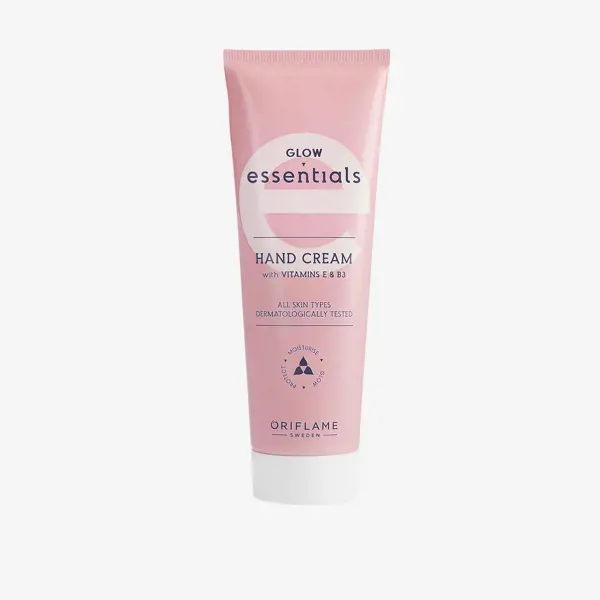 GLOW
essentials
HAND CREAM
with VITAMINS E & B3
ALL SKIN TYPES
DERMATOLOGICALLY TESTED
MOISTURISE • GLOW • PROTECT •
ORIFLAME
SWEDEN